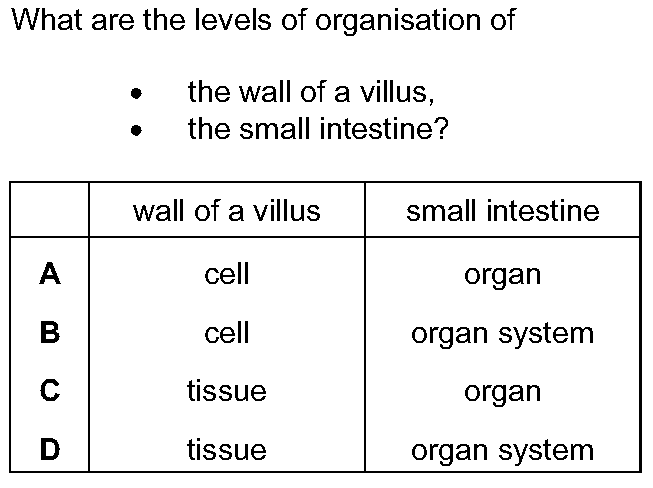 What are the levels of organisation of
• the wall of a villus,
• the small intestine?
wall of a villus small intestine
A cell organ
B cell organ system
C tissue organ
D tissue organ system